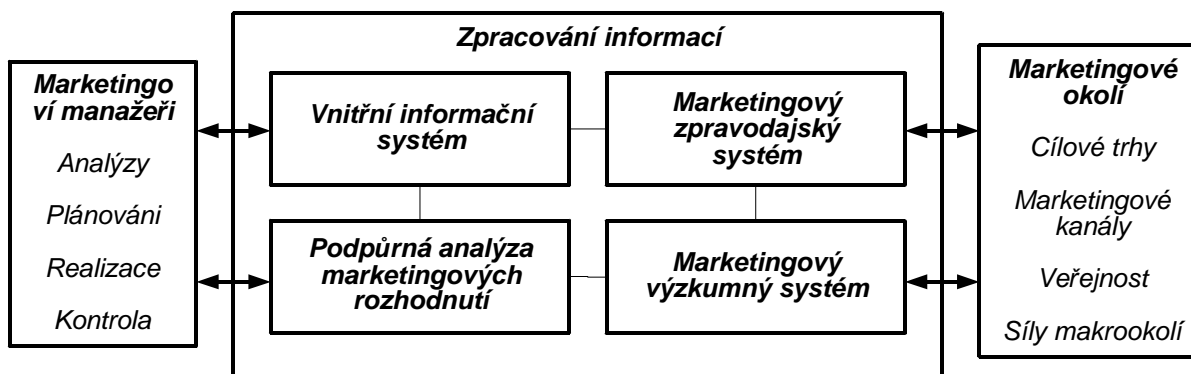 Zpracování informací
Marketingo
ví manažeři
Analýzy
Plánováni
Realizace
Kontrola
Vnitřní informační
systém
Marketingový
zpravodajský
systém
Podpůrná analýza
marketingových
rozhodnutí
Marketingový
výzkumný systém
Marketingové
okolí
Cílové trhy
Marketingové
kanály
Veřejnost
Síly makrookolí